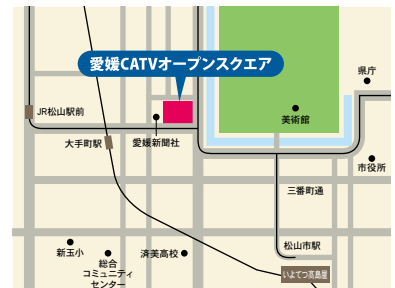 愛媛CATVオープンスクエア
県庁
JR松山駅前
美術館
大手町駅
愛媛新聞社
市役所
三番町通
新玉小
総合
コミュニティ
センター
済美高校
松山市駅
いよてつ髙島屋